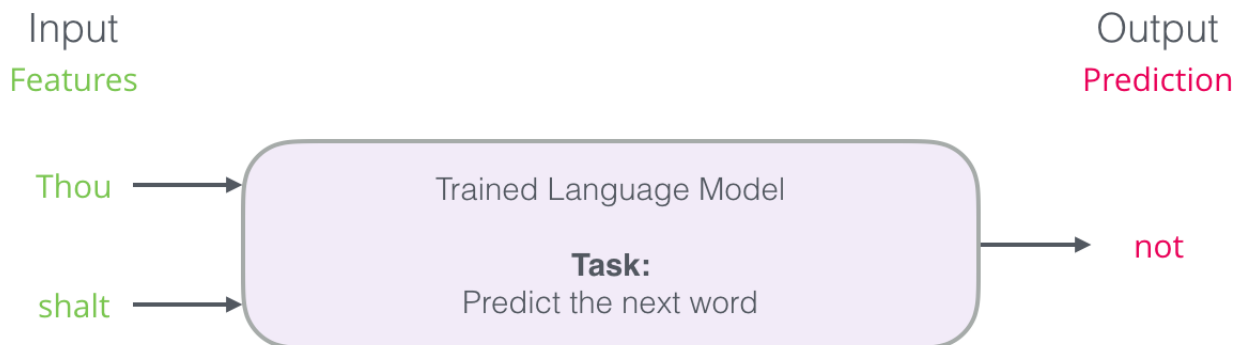 Input
Output
Features
Prediction
Thou
Trained Language Model
not
Task:
shalt
Predict the next word